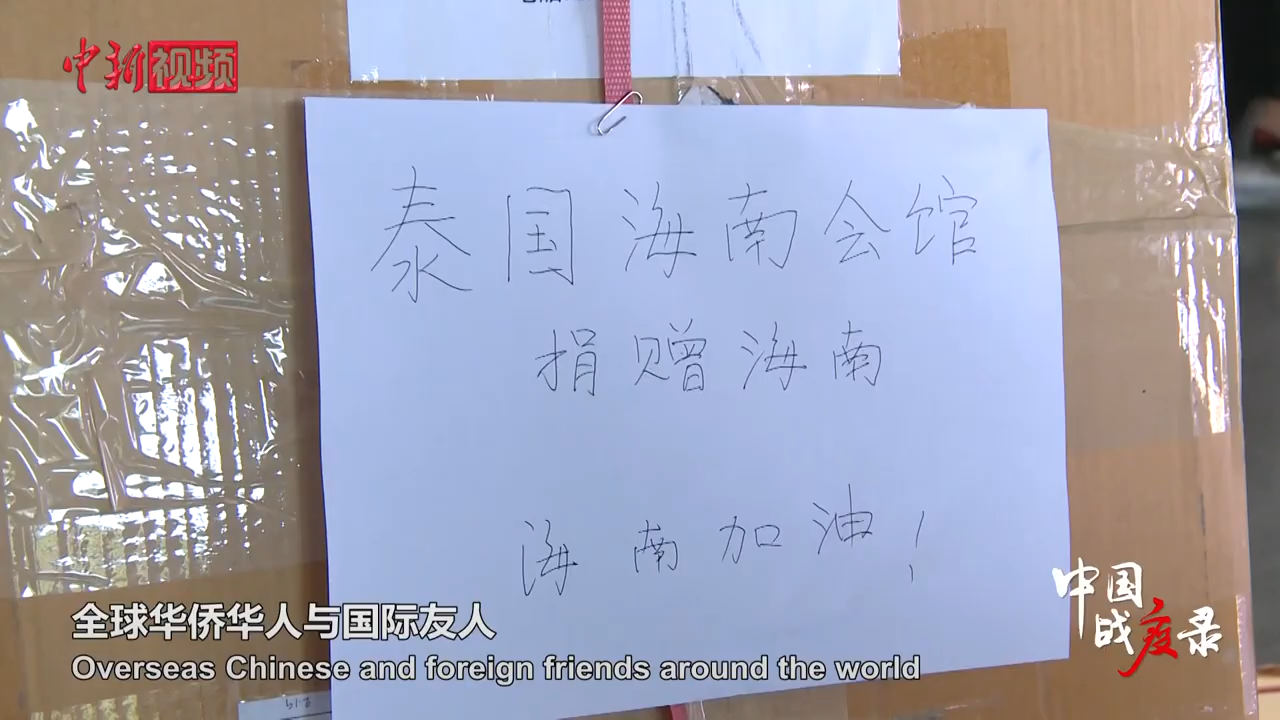 中新视频
泰国海南会馆
捐赠海南
海南加油！
全球华侨华人与国际友人
Overseas Chinese and foreign friends around the world
中国
战疫录